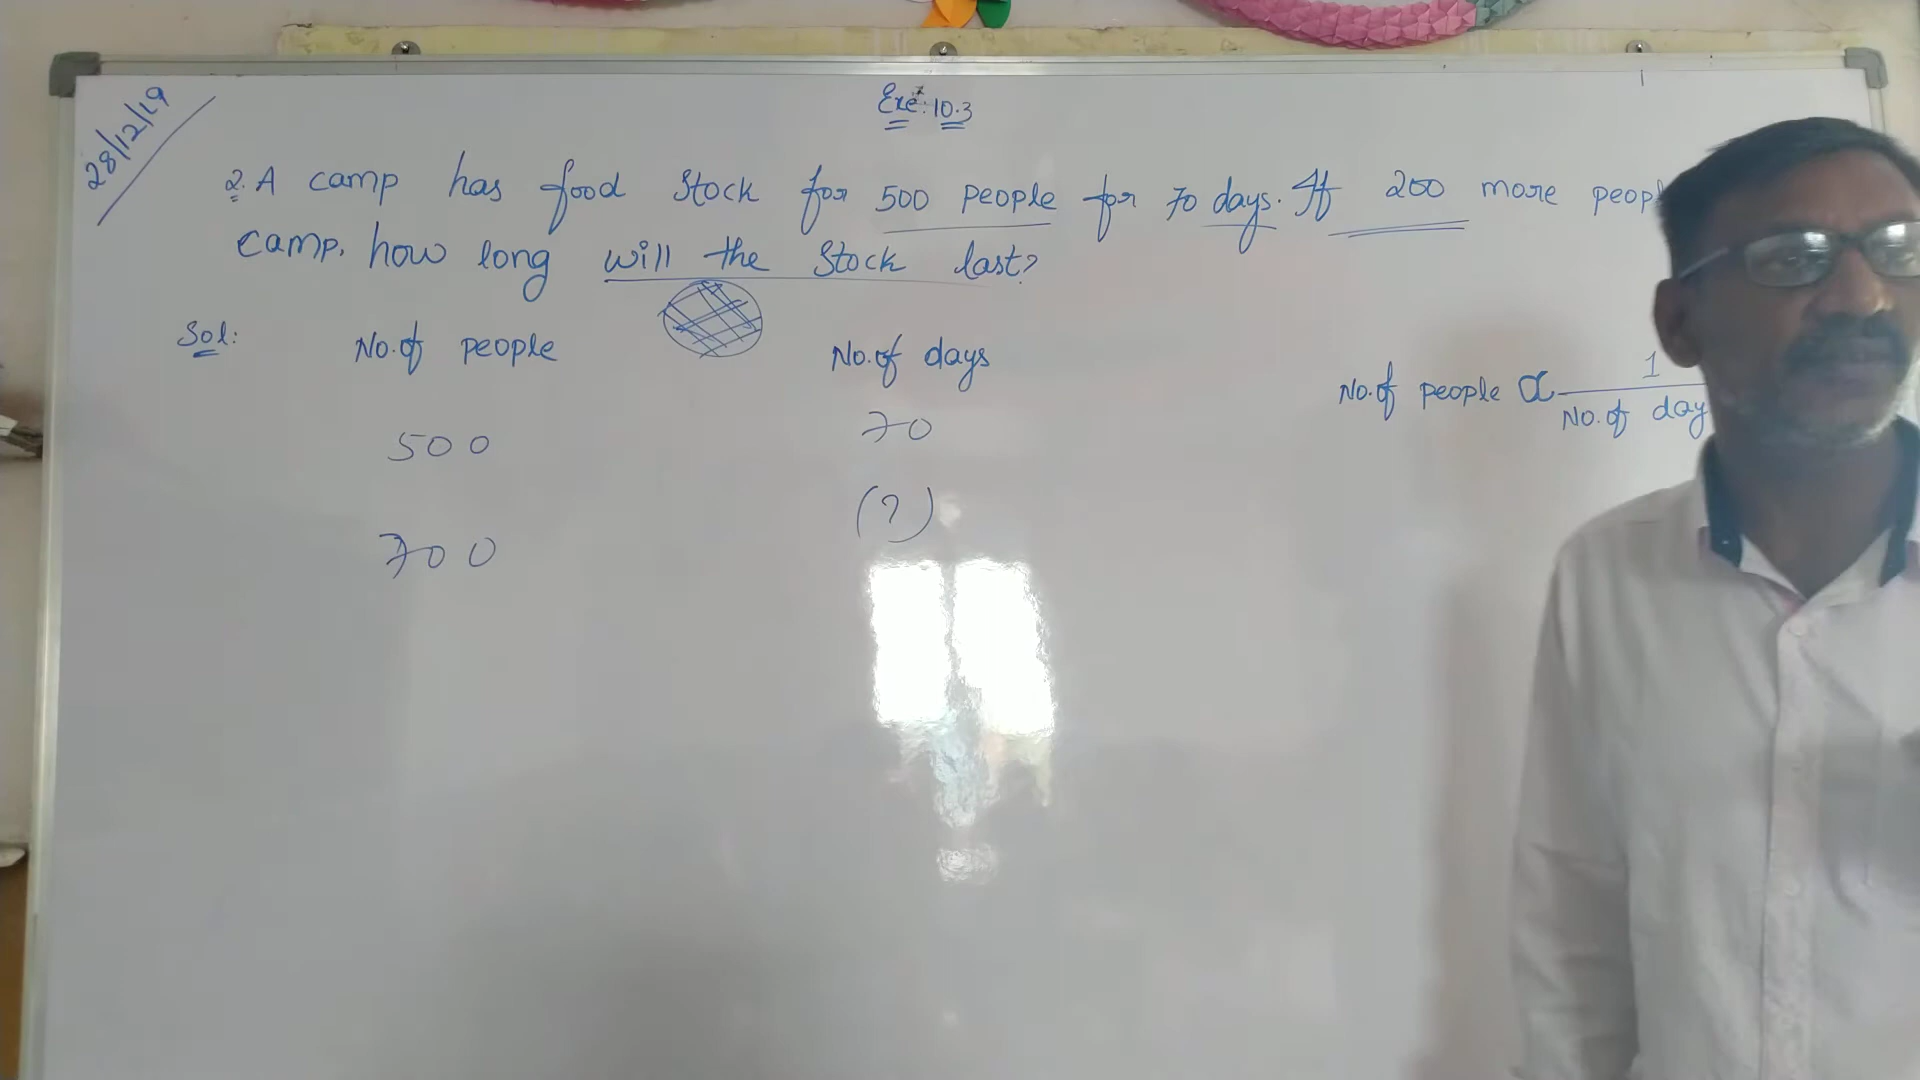 28/12/19
Exe: 10.3
2. A camp has food stock for 500 people for 70 days. If 200 more peopl
camp, how long will the stock last?
Sol:
No. of people No. of days
500 70
700 (?)
No. of people ∝ 1
No. of day